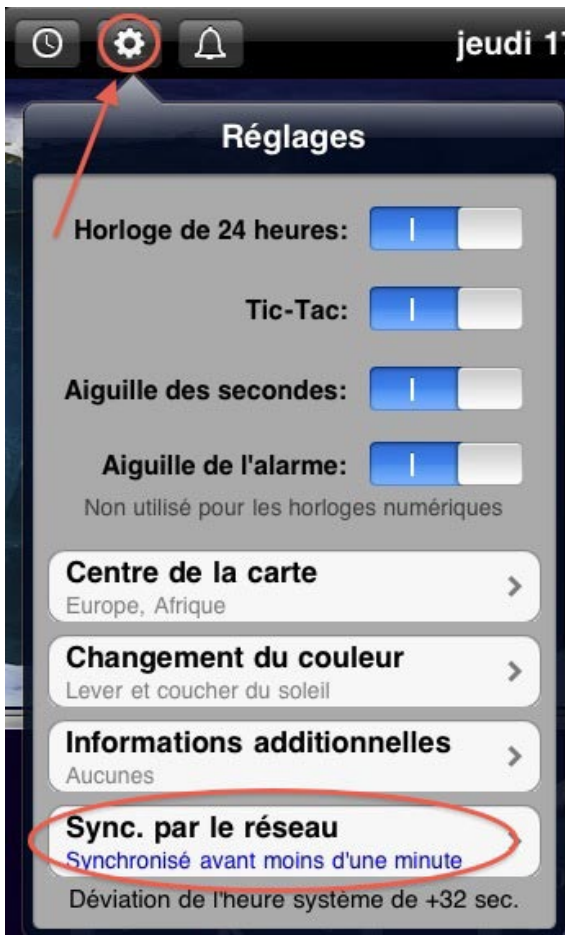 jeudi 17
Réglages
Horloge de 24 heures:
Tic-Tac:
Aiguille des secondes:
Aiguille de l'alarme:
Non utilisé pour les horloges numériques
Centre de la carte
Europe, Afrique
Changement du couleur
Lever et coucher du soleil
Informations additionnelles
Aucunes
Sync. par le réseau
Synchronisé avant moins d'une minute
Déviation de l'heure système de +32 sec.